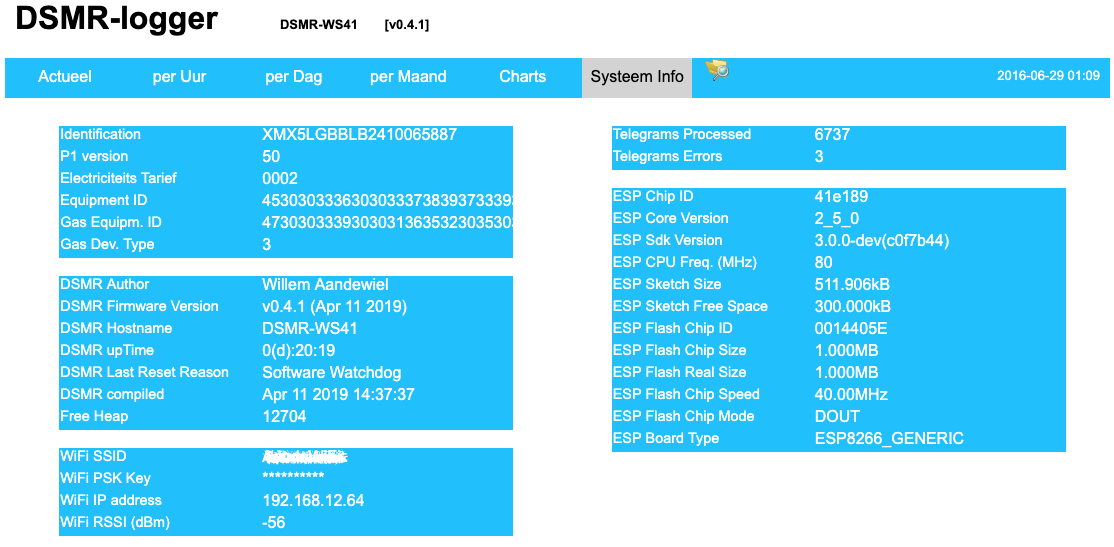 DSMR-logger DSMR-WS41 [v0.4.1]
Actueel per Uur per Dag per Maand Charts Systeem Info 2016-06-29 01:09
Identification XMX5LGBBLB2410065887
P1 version 50
Electriciteits Tarief 0002
Equipment ID 4530303336303033373839373339
Gas Equipm. ID 4730303339303031363532303530
Gas Dev. Type 3
DSMR Author Willem Aandewiel
DSMR Firmware Version v0.4.1 (Apr 11 2019)
DSMR Hostname DSMR-WS41
DSMR upTime 0(d):20:19
DSMR Last Reset Reason Software Watchdog
DSMR compiled Apr 11 2019 14:37:37
Free Heap 12704
WiFi SSID
WiFi PSK Key **********
WiFi IP address 192.168.12.64
WiFi RSSI (dBm) -56
Telegrams Processed 6737
Telegrams Errors 3
ESP Chip ID 41e189
ESP Core Version 2_5_0
ESP Sdk Version 3.0.0-dev(c0f7b44)
ESP CPU Freq. (MHz) 80
ESP Sketch Size 511.906kB
ESP Sketch Free Space 300.000kB
ESP Flash Chip ID 0014405E
ESP Flash Chip Size 1.000MB
ESP Flash Real Size 1.000MB
ESP Flash Chip Speed 40.00MHz
ESP Flash Chip Mode DOUT
ESP Board Type ESP8266_GENERIC